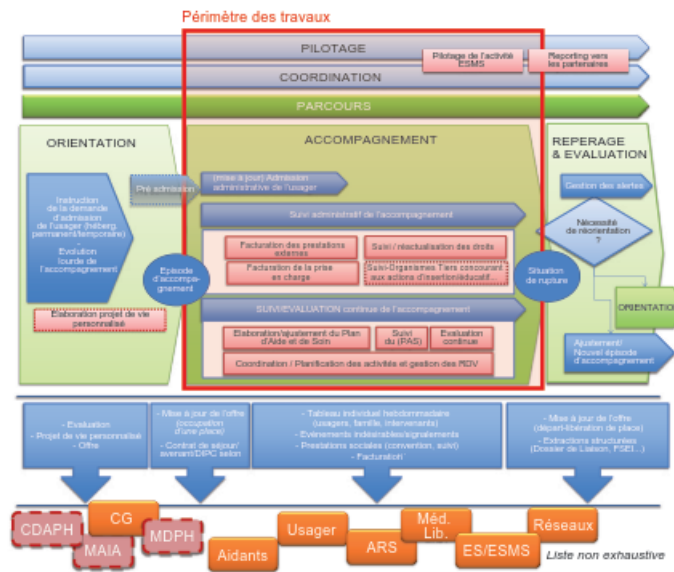 Périmètre des travaux
PILOTAGE
Pilotage de l'activité
ESMS
Reporting vers
les partenaires
COORDINATION
PARCOURS
ORIENTATION
ACCOMPAGNEMENT
REPERAGE
& EVALUATION
Instruction
de la demande
d'admission
de l'usager (héberg.
permanent/temporaire)
-
Evolution
lourde de
l'accompagnement
Pré admission
(mise à jour) Admission
administrative de l'usager
Gestion des alertes
Suivi administratif de l'accompagnement
Nécessité
de réorientation
?
Facturation des prestations
externes
Suivi / réactualisation des droits
Facturation de la prise
en charge
Suivi-Organismes Tiers concourant
aux actions d'insertion/éducatif...
Episode
d'accompa-
gnement
Situation
de rupture
Elaboration projet de vie
personnalisé
SUIVI/EVALUATION continue de l'accompagnement
ORIENTATION
Elaboration/ajustement du Plan
d'Aide et de Soin
Suivi
du (PAS)
Evaluation
continue
Coordination / Planification des activités et gestion des RDV
Ajustement/
Nouvel épisode
d'accompagnement
- Evaluation
- Projet de vie personnalisé
- Offre
- Mise à jour de l'offre
(occupation
d'une place)
- Contrat de séjour/
avenant/DIPC selon
- Tableau individuel hebdomadaire
(usagers, famille, intervenants)
- Evènements indésirables/signalements
- Prestations sociales (convention, suivi)
- Facturation
- Mise à jour de l'offre
(départ-libération de place)
- Extractions structurées
(Dossier de Liaison, FSEI...)
CDAPH
CG
MAIA
MDPH
Aidants
Usager
ARS
Méd.
Lib.
ES/ESMS
Réseaux
Liste non exhaustive